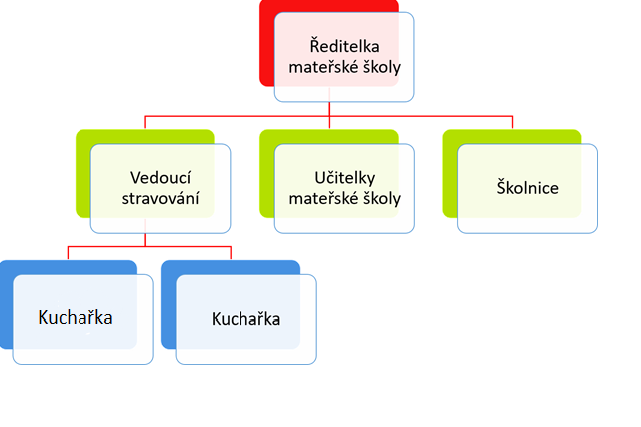 Ředitelka
mateřské školy
Vedoucí
stravování
Učitelky
mateřské školy
Školnice
Kuchařka
Kuchařka